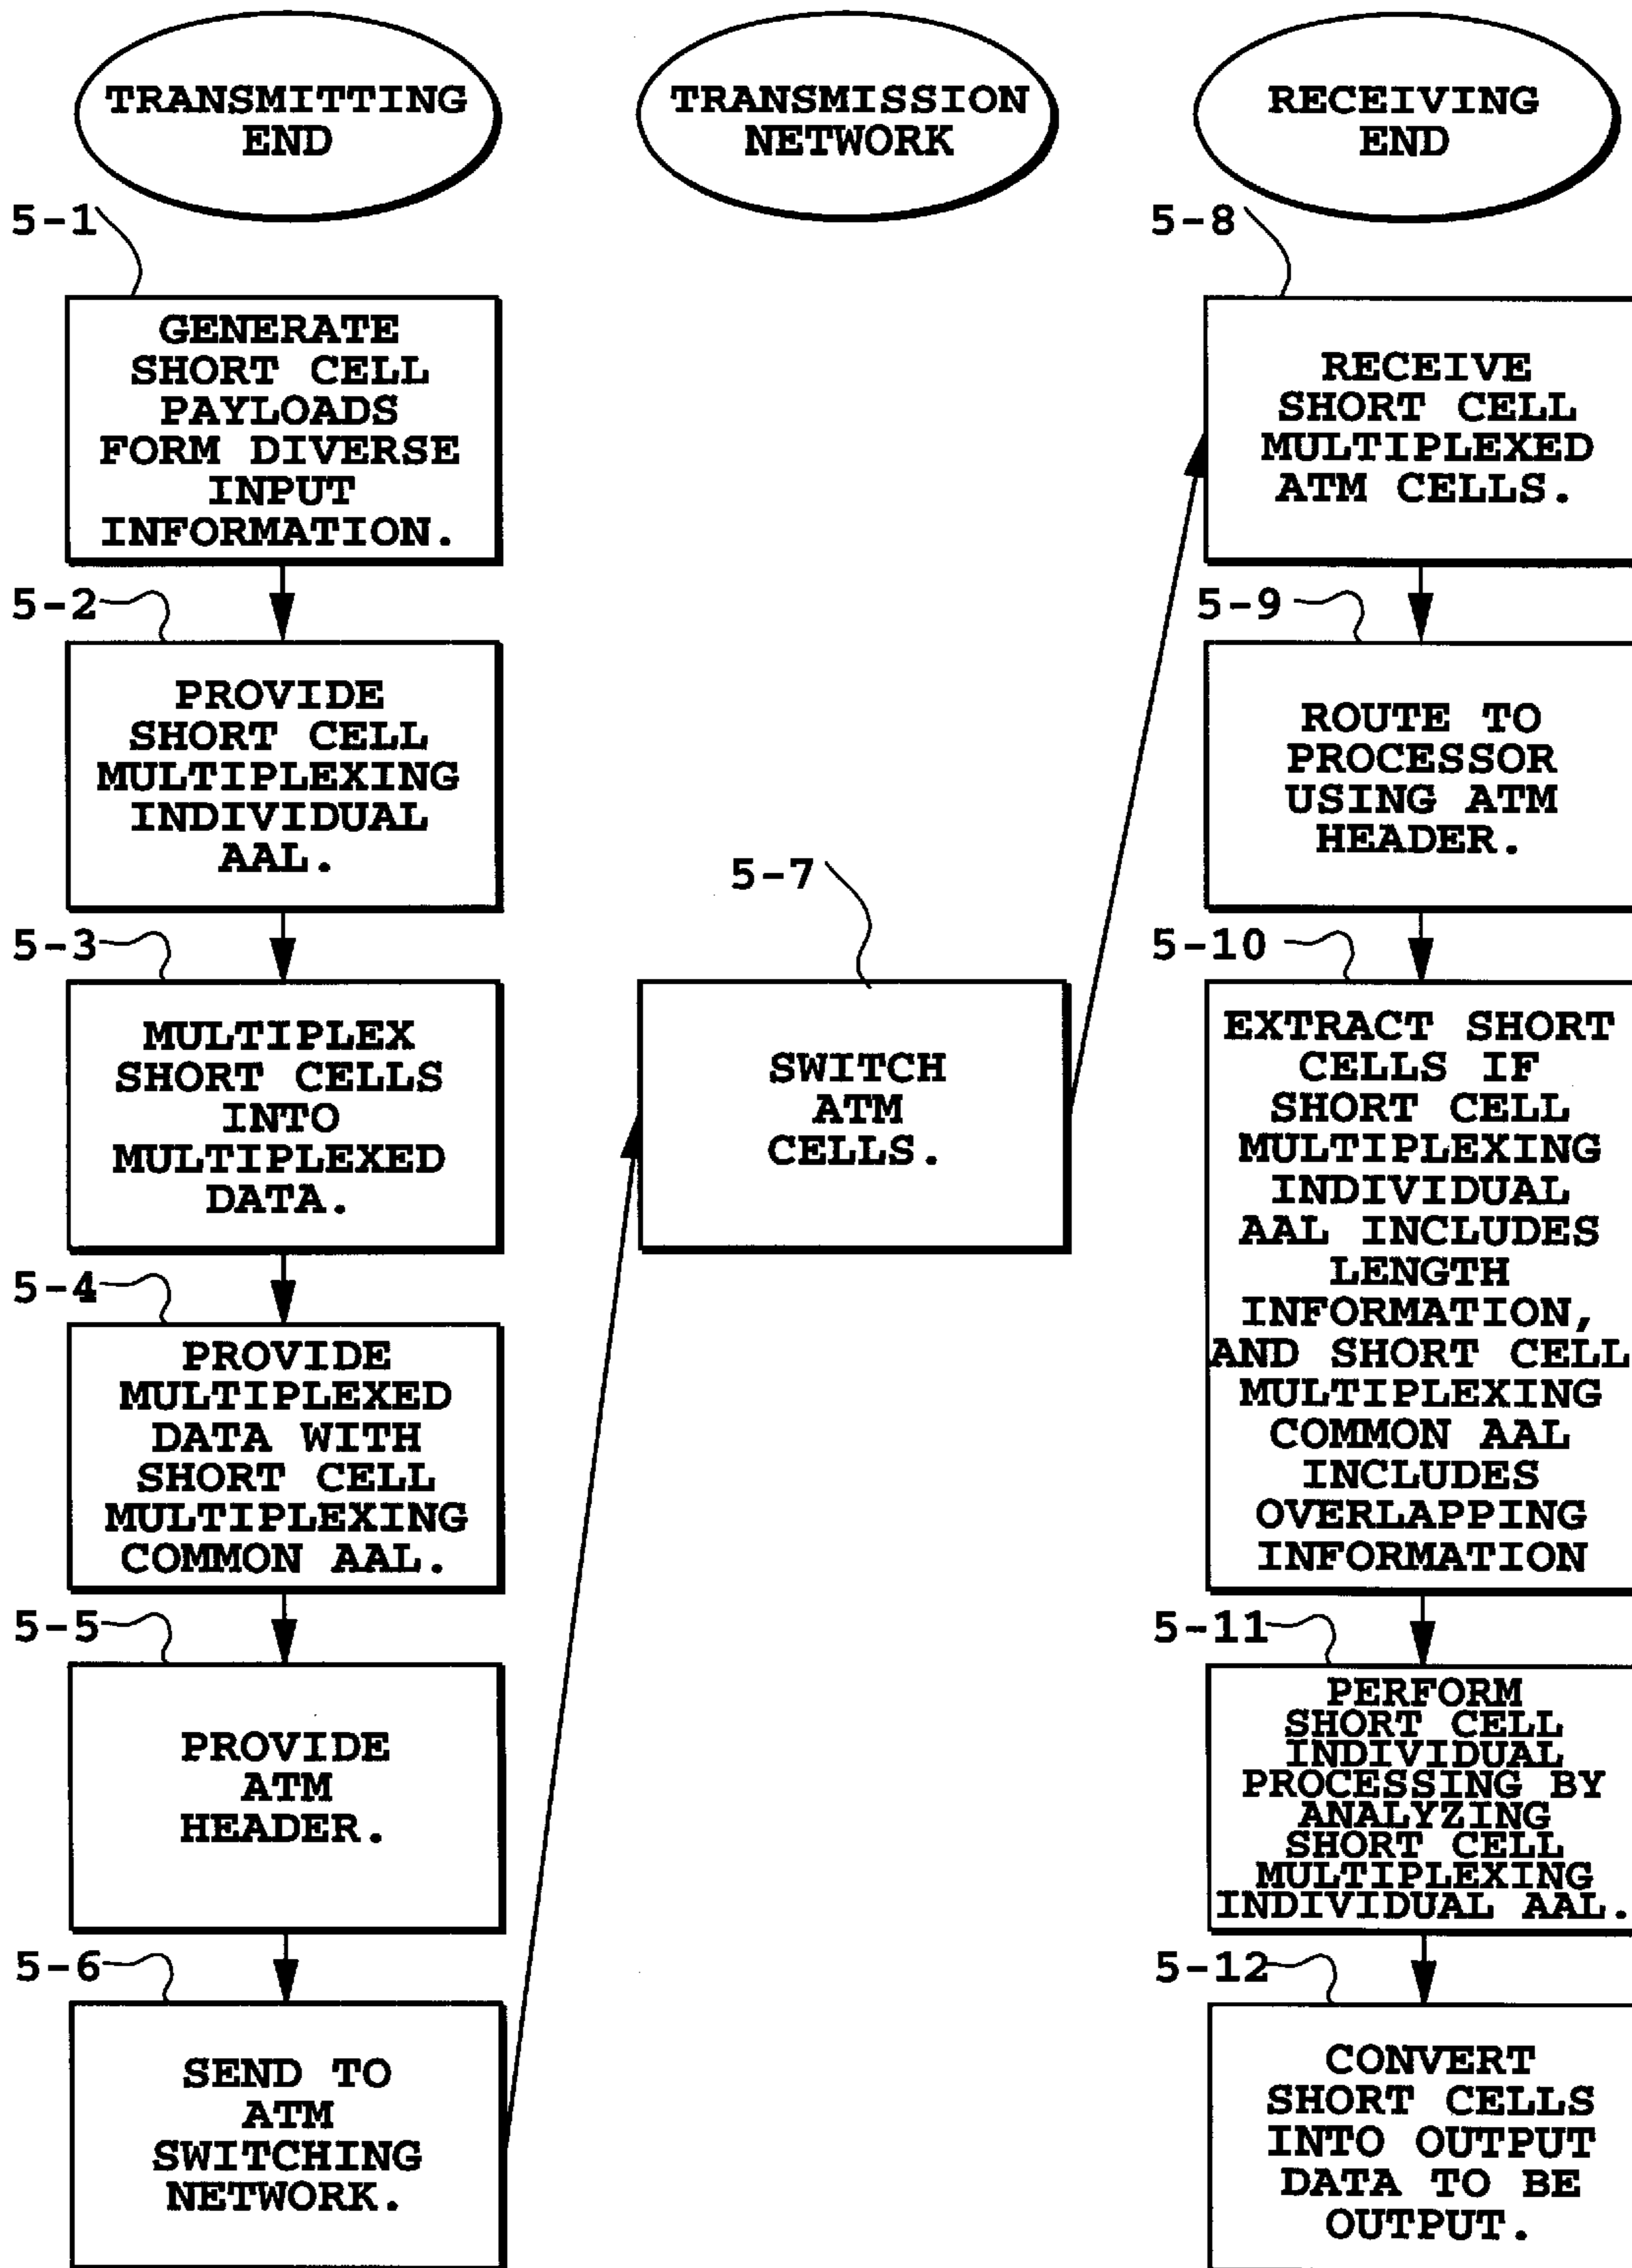 TRANSMITTING
END
5-1
GENERATE
SHORT CELL
PAYLOADS
FORM DIVERSE
INPUT
INFORMATION.
5-2
PROVIDE
SHORT CELL
MULTIPLEXING
INDIVIDUAL
AAL.
5-3
MULTIPLEX
SHORT CELLS
INTO
MULTIPLEXED
DATA.
5-4
PROVIDE
MULTIPLEXED
DATA WITH
SHORT CELL
MULTIPLEXING
COMMON AAL.
5-5
PROVIDE
ATM
HEADER.
5-6
SEND TO
ATM
SWITCHING
NETWORK.
TRANSMISSION
NETWORK
5-7
SWITCH
ATM
CELLS.
RECEIVING
END
5-8
RECEIVE
SHORT CELL
MULTIPLEXED
ATM CELLS.
5-9
ROUTE TO
PROCESSOR
USING ATM
HEADER.
5-10
EXTRACT SHORT
CELLS IF
SHORT CELL
MULTIPLEXING
INDIVIDUAL
AAL INCLUDES
LENGTH
INFORMATION,
AND SHORT CELL
MULTIPLEXING
COMMON AAL
INCLUDES
OVERLAPPING
INFORMATION
5-11
PERFORM
SHORT CELL
INDIVIDUAL
PROCESSING BY
ANALYZING
SHORT CELL
MULTIPLEXING
INDIVIDUAL AAL.
5-12
CONVERT
SHORT CELLS
INTO OUTPUT
DATA TO BE
OUTPUT.